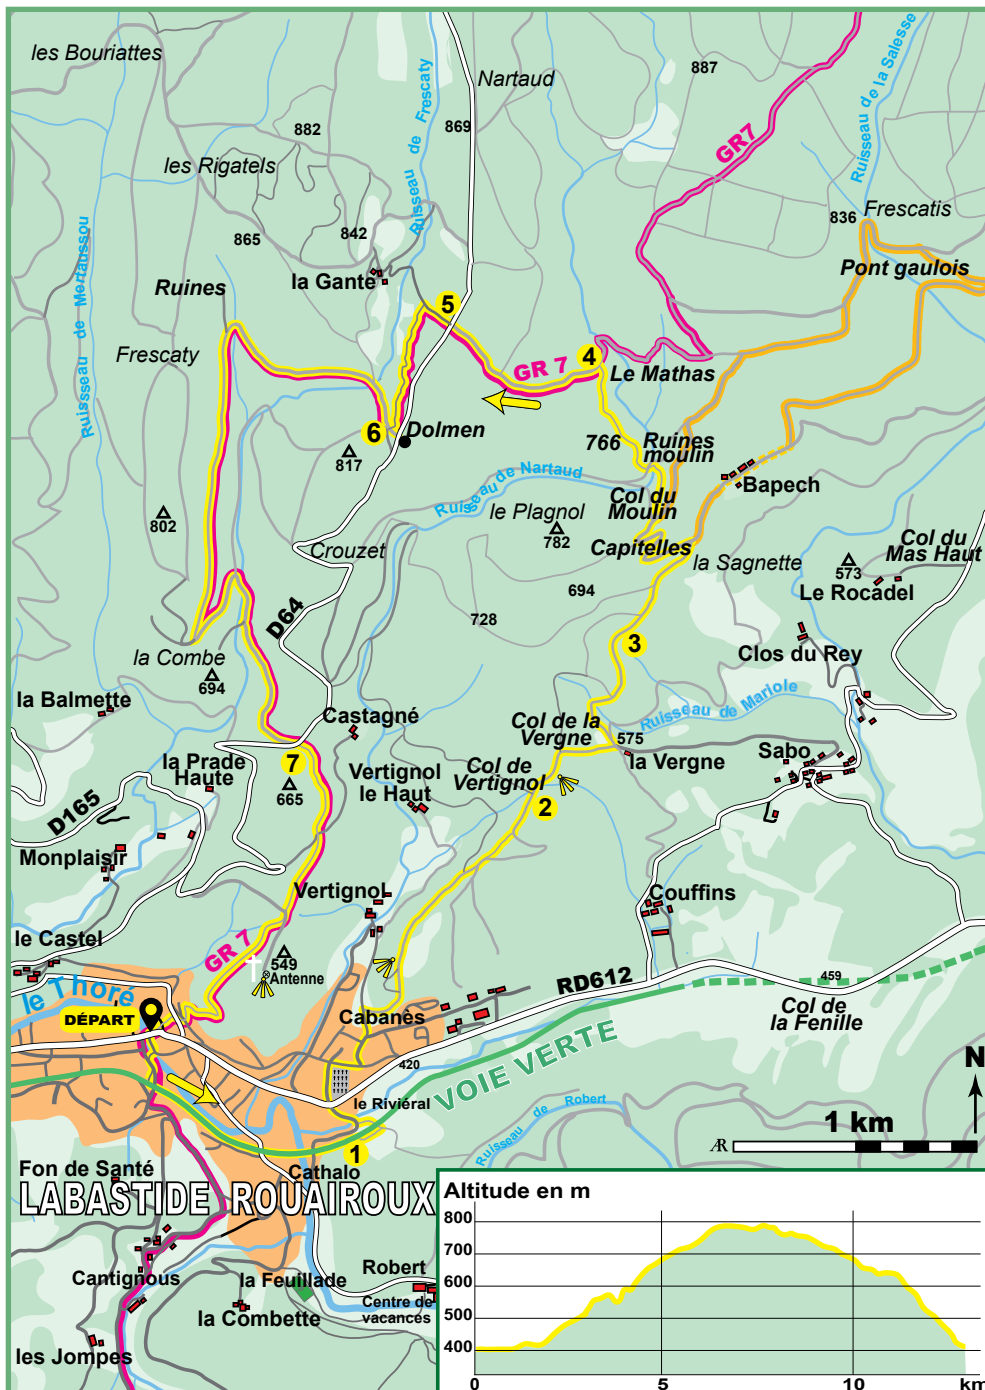 les Bouriattes
Nartaud
887
Ruisseau de la Salesse
882
869
GR7
les Rigatels
Ruisseau de Frescaty
865
842
836
Frescatis
Ruines
la Gante
Pont gaulois
Ruissseau de Mertaussou
5
Frescaty
4
GR 7
Le Mathas
6
Dolmen
766
Ruines
moulin
817
Ruisseau de Nartaud
Bapech
802
le Plagnol
782
Col du
Moulin
Crouzet
Capitelles
la Sagnette
Col du
Mas Haut
573
Le Rocadel
D64
694
728
3
Clos du Rey
la Combe
694
la Balmette
Castagné
Ruisseau de Mariole
Col de la
Vergne
575
la Vergne
Sabo
7
la Prade
Haute
665
Vertignol
le Haut
Col de
Vertignol
2
D165
Monplaisir
Vertignol
Couffins
le Castel
GR 7
549
Antenne
le Thoré
DÉPART
Cabanès
RD612
459
Col de
la Fenille
420
VOIE VERTE
N
le Riviéral
Ruisseau de Robert
1 km
1
Cathalo
Fon de Santé
LABASTIDE ROUAIROUX
Cantignous
la Feuillade
la Combette
Robert
Centre de
vacances
les Jompes
Altitude en m
800
700
600
500
400
0
5
10
km